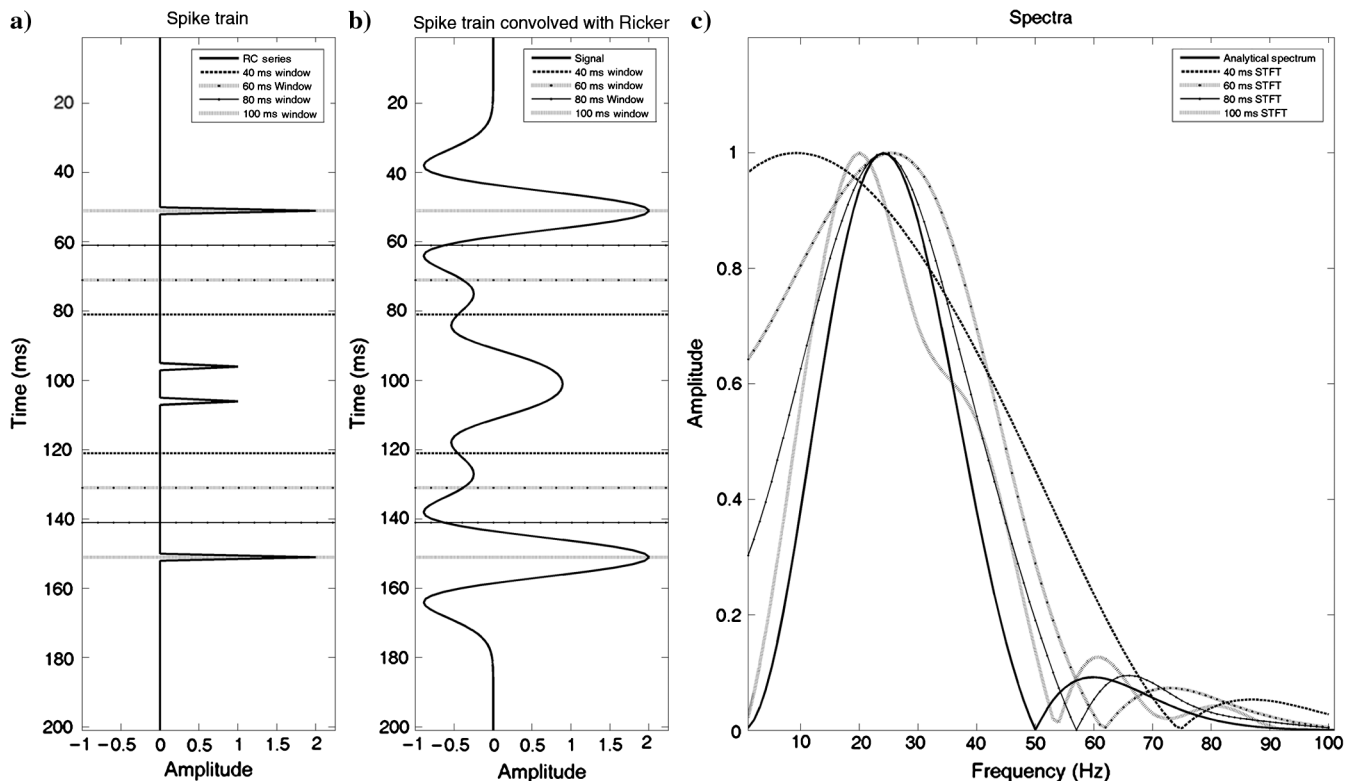 a)
Spike train
RC series
40 ms window
60 ms Window
80 ms window
100 ms window
20
40
60
80
100
120
140
160
180
200
Time (ms)
−1
−0.5
0
0.5
1
1.5
2
Amplitude
b)
Spike train convolved with Ricker
Signal
40 ms window
60 ms window
80 ms Window
100 ms window
20
40
60
80
100
120
140
160
180
200
Time (ms)
−1
−0.5
0
0.5
1
1.5
2
Amplitude
c)
Spectra
Analytical spectrum
40 ms STFT
60 ms STFT
80 ms STFT
100 ms STFT
1
0.8
0.6
0.4
0.2
0
Amplitude
10
20
30
40
50
60
70
80
90
100
Frequency (Hz)